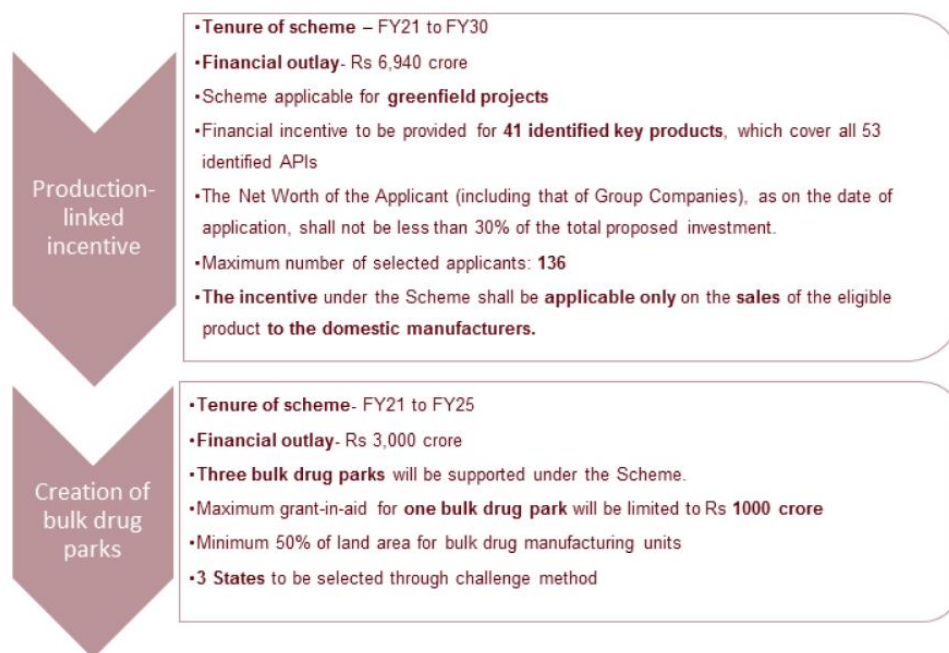 Production-
linked
incentive
•Tenure of scheme – FY21 to FY30
•Financial outlay- Rs 6,940 crore
•Scheme applicable for greenfield projects
•Financial incentive to be provided for 41 identified key products, which cover all 53
identified APIs
•The Net Worth of the Applicant (including that of Group Companies), as on the date of
application, shall not be less than 30% of the total proposed investment.
•Maximum number of selected applicants: 136
•The incentive under the Scheme shall be applicable only on the sales of the eligible
product to the domestic manufacturers.
Creation of
bulk drug
parks
•Tenure of scheme- FY21 to FY25
•Financial outlay- Rs 3,000 crore
•Three bulk drug parks will be supported under the Scheme.
•Maximum grant-in-aid for one bulk drug park will be limited to Rs 1000 crore
•Minimum 50% of land area for bulk drug manufacturing units
•3 States to be selected through challenge method